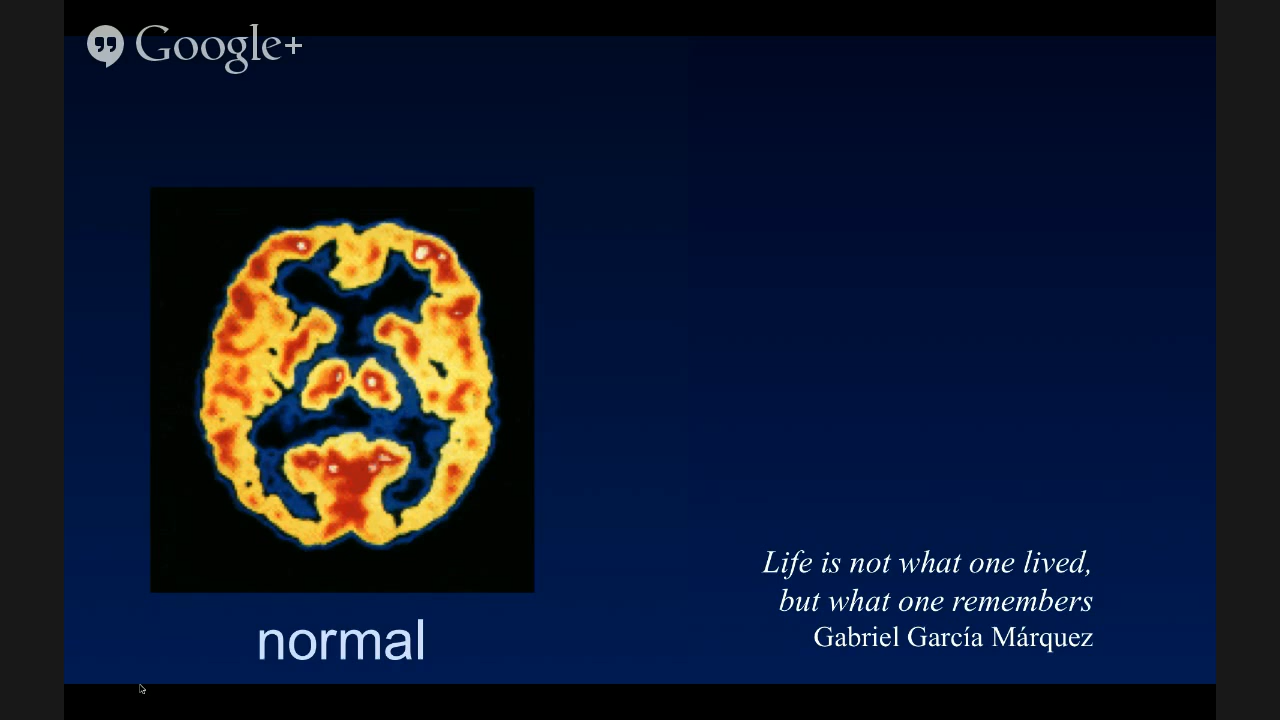 Google+
Life is not what one lived,
but what one remembers
Gabriel García Márquez
normal